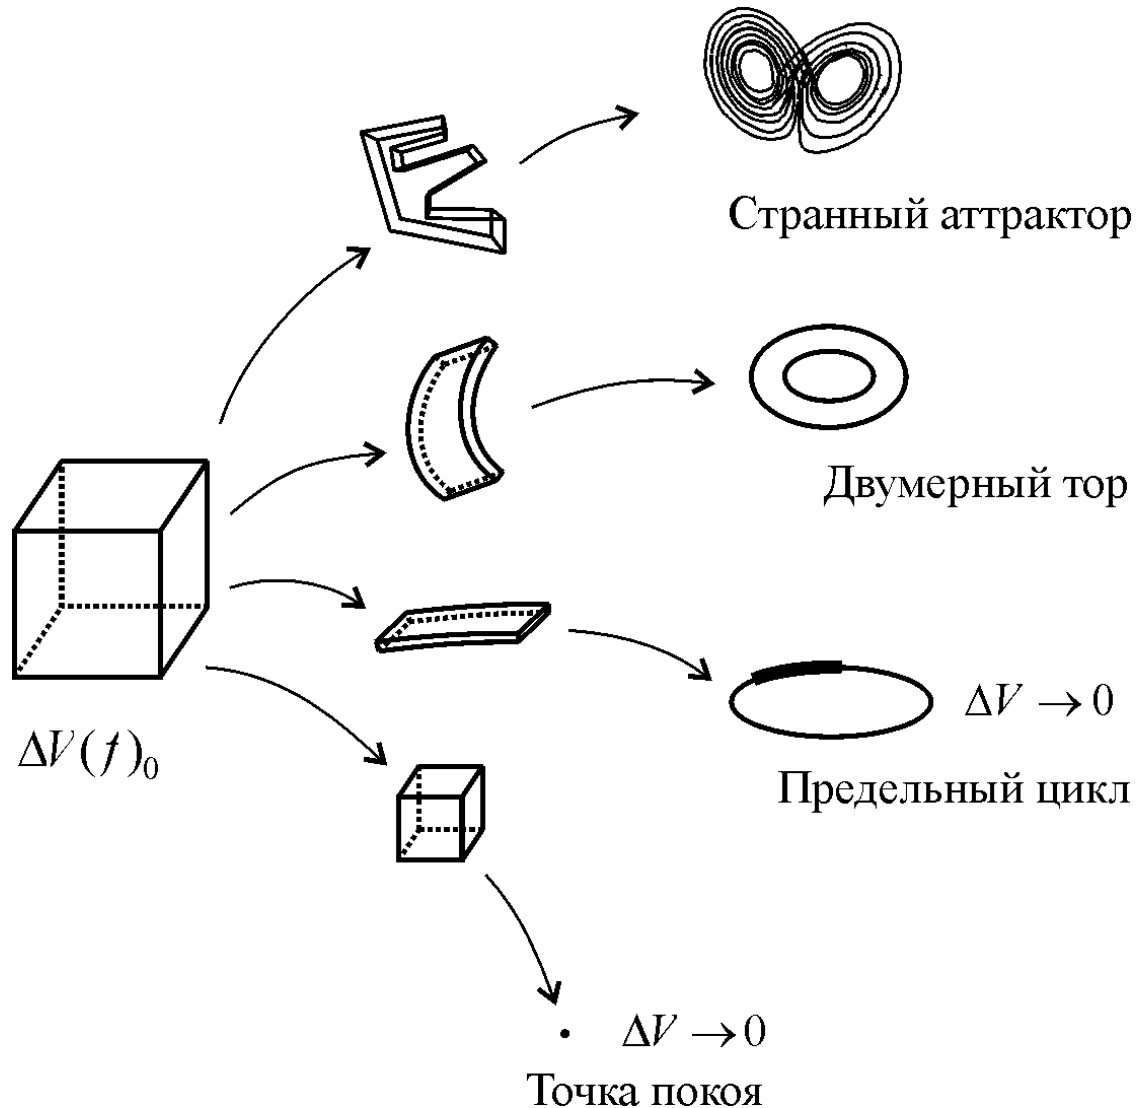 Странный аттрактор
Двумерный тор
ΔV → 0
ΔV(t)₀
Предельный цикл
ΔV → 0
Точка покоя